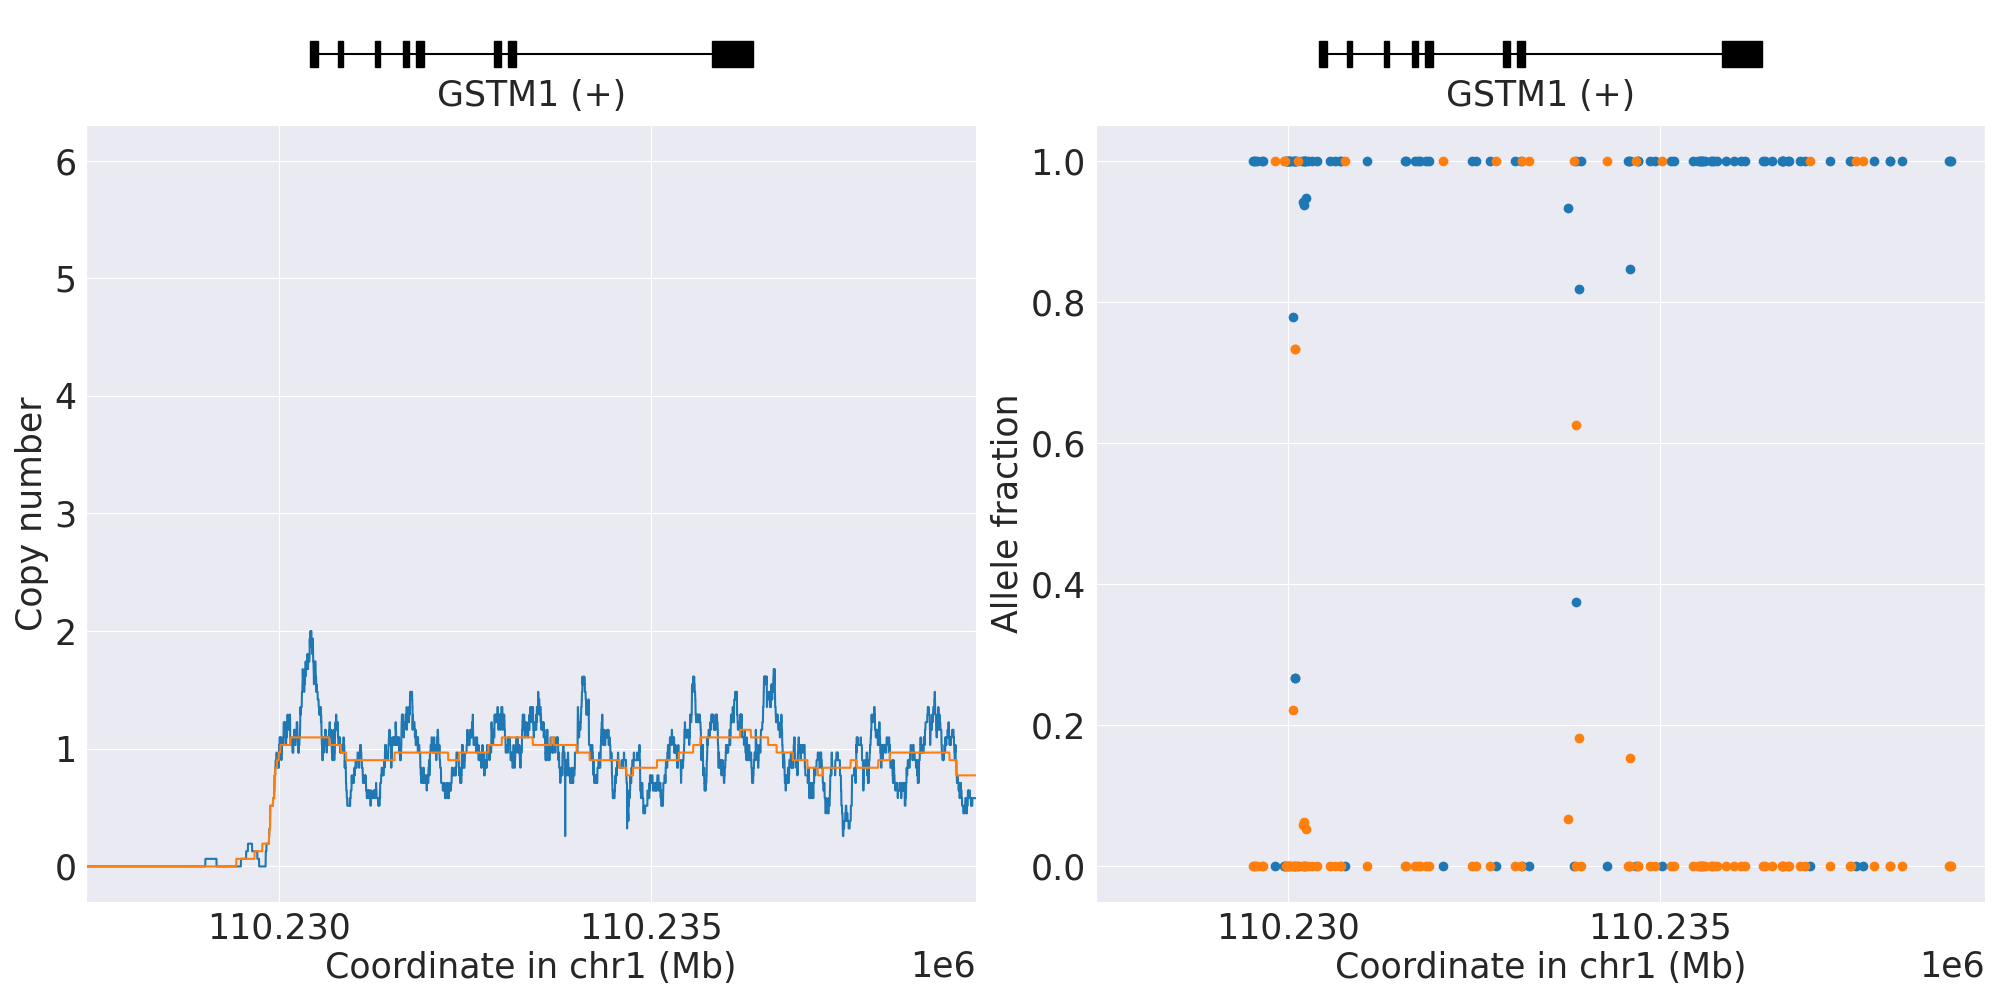 GSTM1 (+)
GSTM1 (+)
6
5
4
3
2
1
0
Copy number
110.230
110.235
Coordinate in chr1 (Mb)
1e6
1.0
0.8
0.6
0.4
0.2
0.0
Allele fraction
110.230
110.235
Coordinate in chr1 (Mb)
1e6